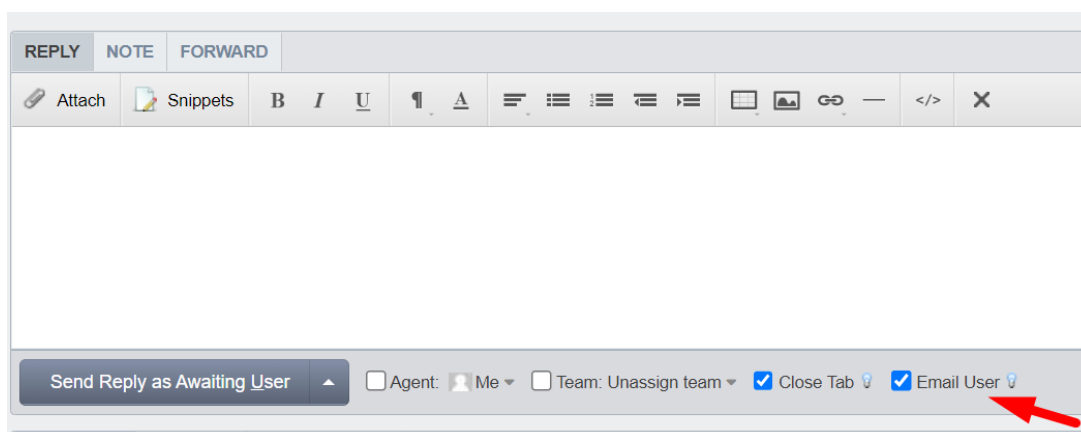 REPLY NOTE FORWARD
Attach Snippets B I U ¶ A </> X
Send Reply as Awaiting User Agent: Me Team: Unassign team Close Tab Email User